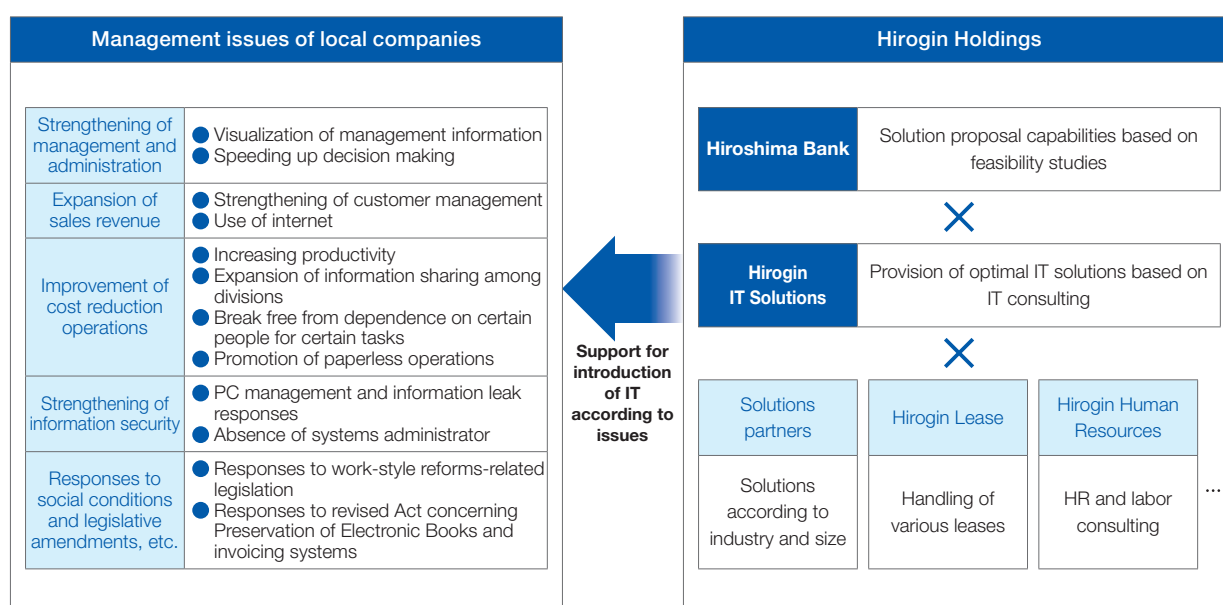 Management issues of local companies
Strengthening of
management and
administration
● Visualization of management information
● Speeding up decision making
Expansion of
sales revenue
● Strengthening of customer management
● Use of internet
Improvement of
cost reduction
operations
● Increasing productivity
● Expansion of information sharing among
divisions
● Break free from dependence on certain
people for certain tasks
● Promotion of paperless operations
Strengthening of
information security
● PC management and information leak
responses
● Absence of systems administrator
Responses to
social conditions
and legislative
amendments, etc.
● Responses to work-style reforms-related
legislation
● Responses to revised Act concerning
Preservation of Electronic Books and
invoicing systems
Support for
introduction
of IT
according to
issues
Hirogin Holdings
Hiroshima Bank
Solution proposal capabilities based on
feasibility studies
×
Hirogin
IT Solutions
Provision of optimal IT solutions based on
IT consulting
×
Solutions
partners
Solutions
according to
industry and size
Hirogin Lease
Handling of
various leases
Hirogin Human
Resources
HR and labor
consulting
...